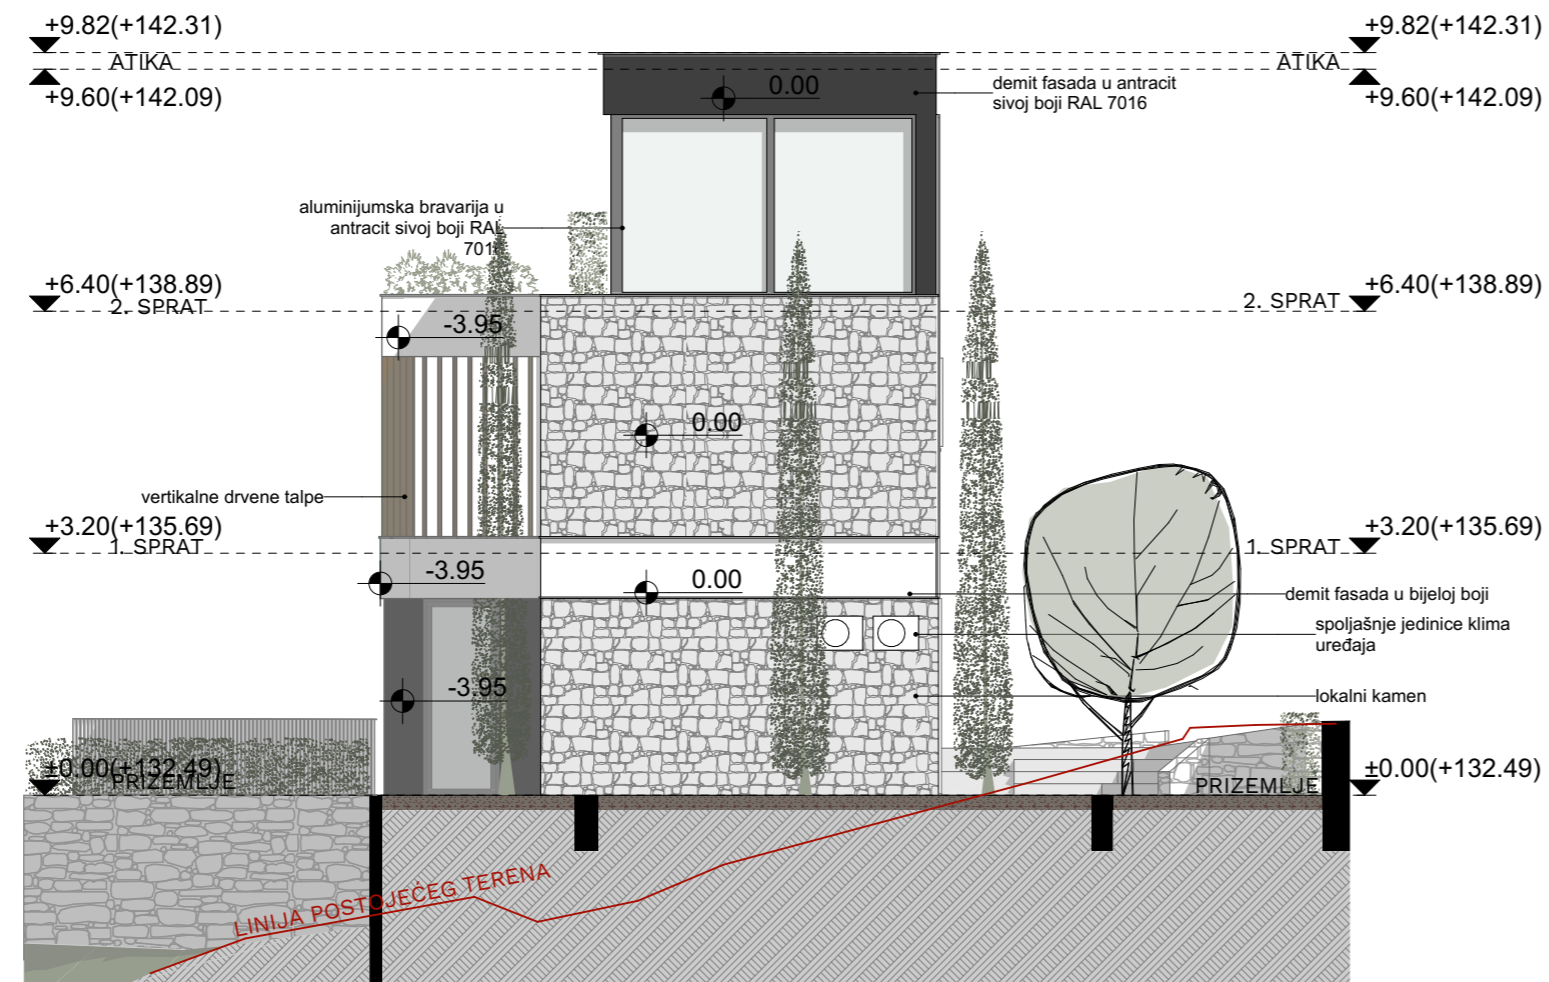 +9.82(+142.31)
+9.82(+142.31)
ATIKA
ATIKA
+9.60(+142.09)
+9.60(+142.09)
0.00
demit fasada u antracit
sivoj boji RAL 7016
aluminijumska bravarija u
antracit sivoj boji RAL
701
+6.40(+138.89)
+6.40(+138.89)
2. SPRAT
2. SPRAT
-3.95
0.00
vertikalne drvene talpe
+3.20(+135.69)
+3.20(+135.69)
1. SPRAT
1. SPRAT
-3.95
0.00
demit fasada u bijeloj boji
spoljašnje jedinice klima
uređaja
-3.95
lokalni kamen
±0.00(+132.49)
±0.00(+132.49)
PRIZEMLJE
PRIZEMLJE
LINIJA POSTOJEĆEG TERENA